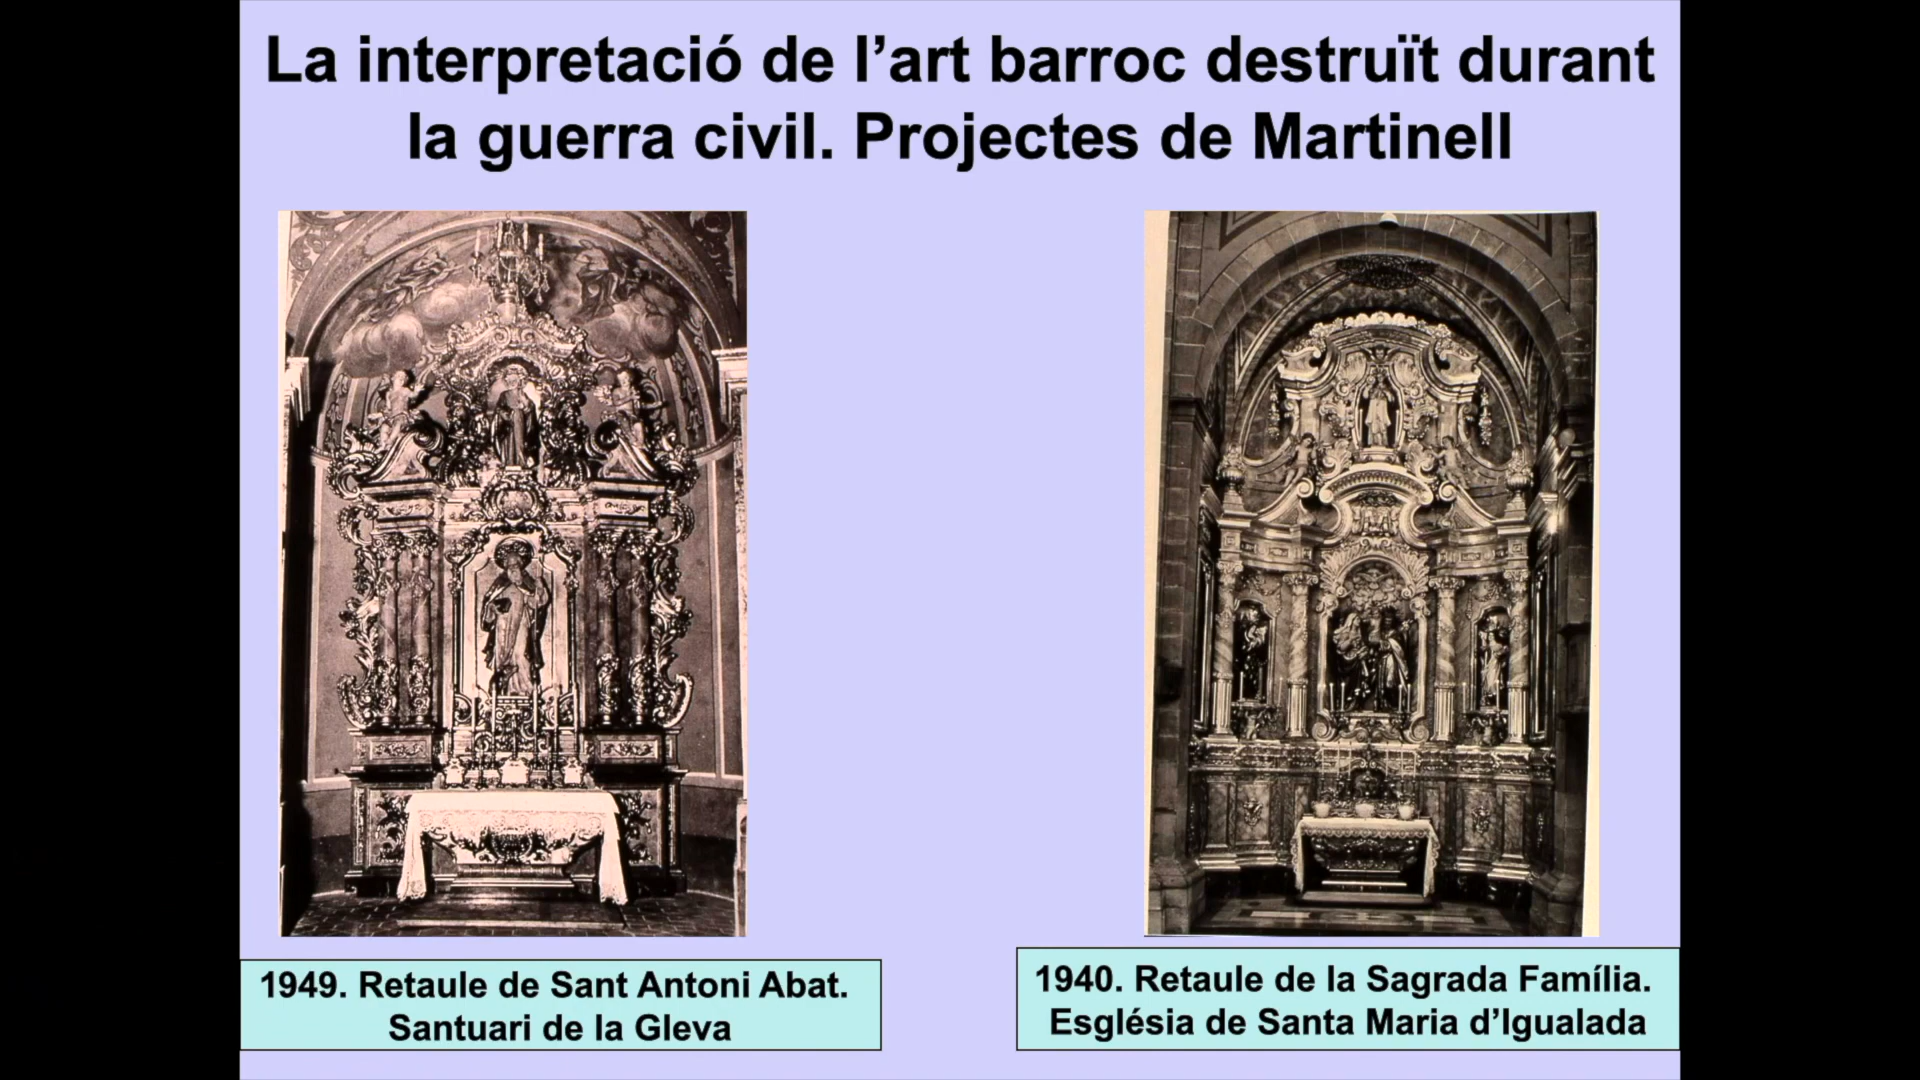 La interpretació de l’art barroc destruït durant
la guerra civil. Projectes de Martinell
1949. Retaule de Sant Antoni Abat.
Santuari de la Gleva
1940. Retaule de la Sagrada Família.
Església de Santa Maria d’Igualada